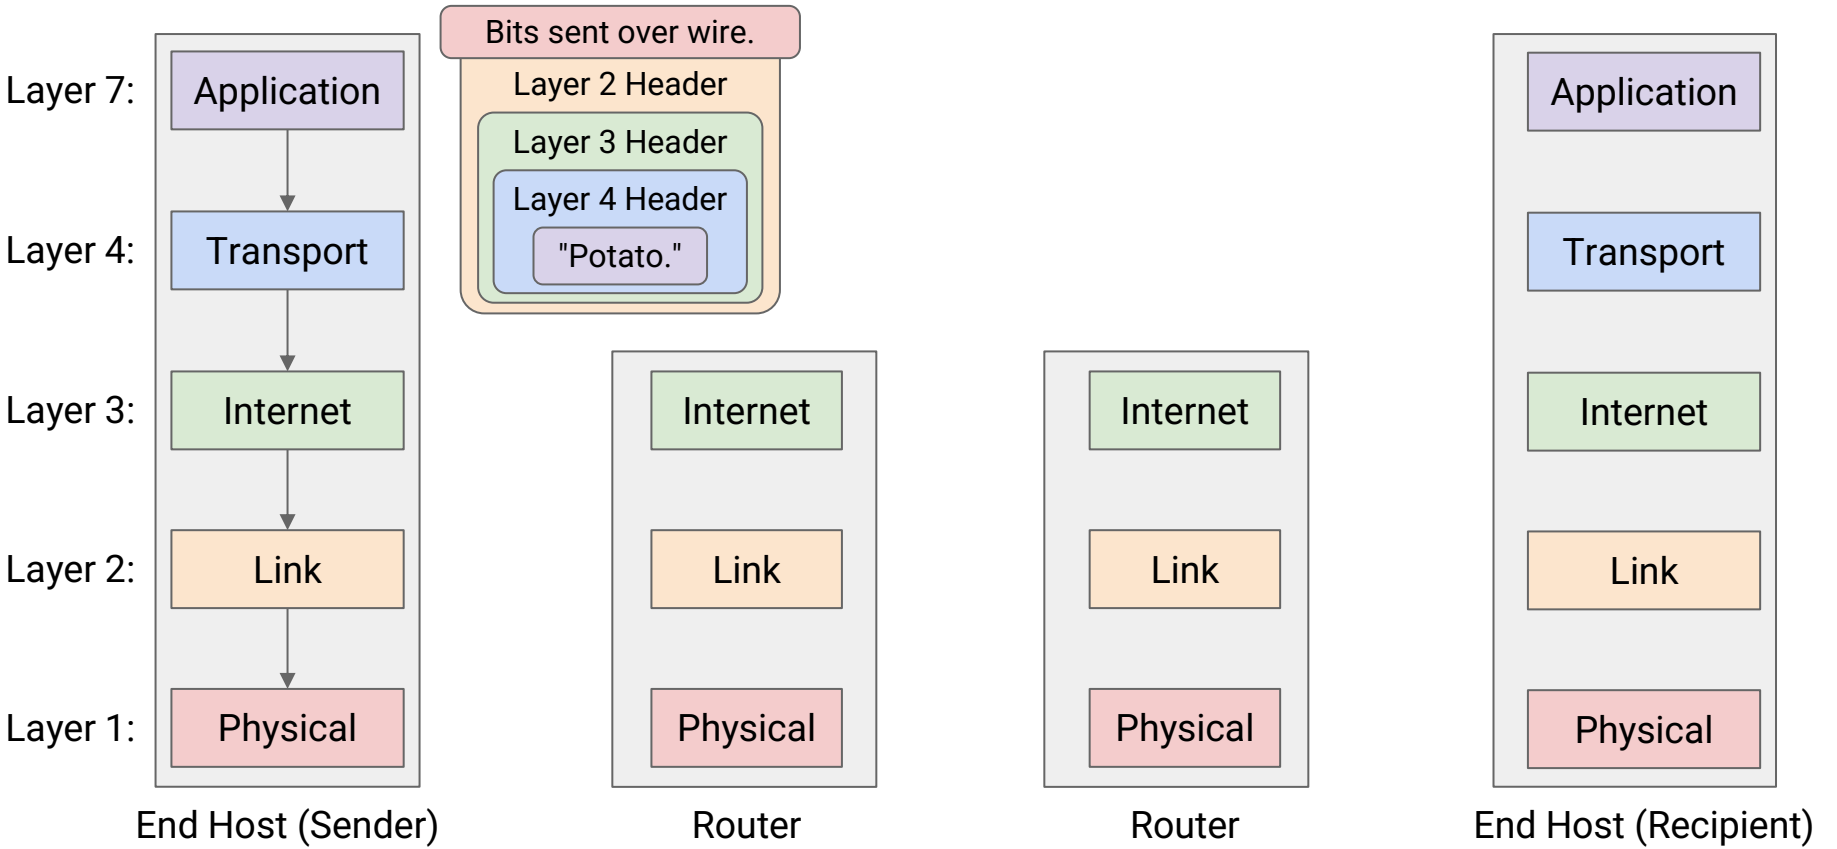 Bits sent over wire.
Layer 2 Header
Layer 3 Header
Layer 4 Header
"Potato."
Layer 7:
Application
Application
Layer 4:
Transport
Transport
Layer 3:
Internet
Internet
Internet
Internet
Layer 2:
Link
Link
Link
Link
Layer 1:
Physical
Physical
Physical
Physical
End Host (Sender)
Router
Router
End Host (Recipient)